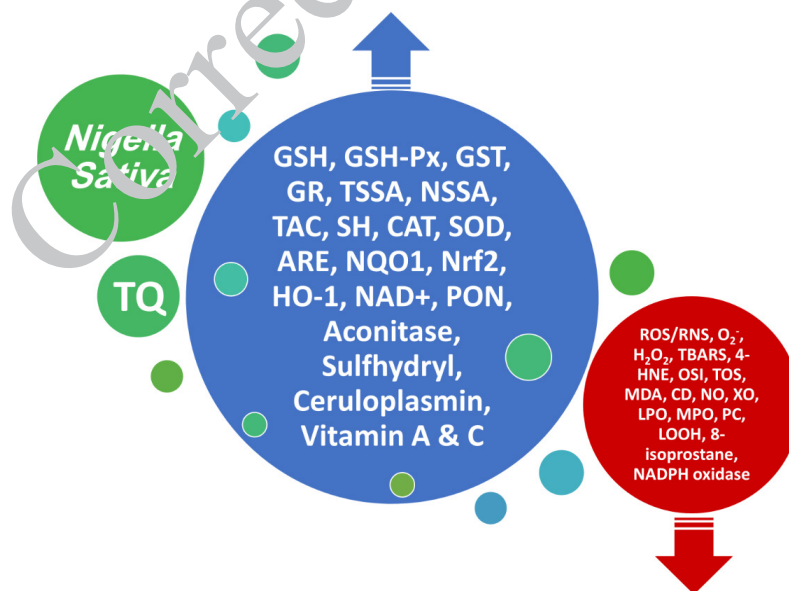 Correc
Nigella
Sativa
TQ
GSH, GSH-Px, GST,
GR, TSSA, NSSA,
TAC, SH, CAT, SOD,
ARE, NQO1, Nrf2,
HO-1, NAD+, PON,
Aconitase,
Sulfhydryl,
Ceruloplasmin,
Vitamin A & C
ROS/RNS, O₂⁻,
H₂O₂, TBARS, 4-
HNE, OSI, TOS,
MDA, CD, NO, XO,
LPO, MPO, PC,
LOOH, 8-
isoprostane,
NADPH oxidase